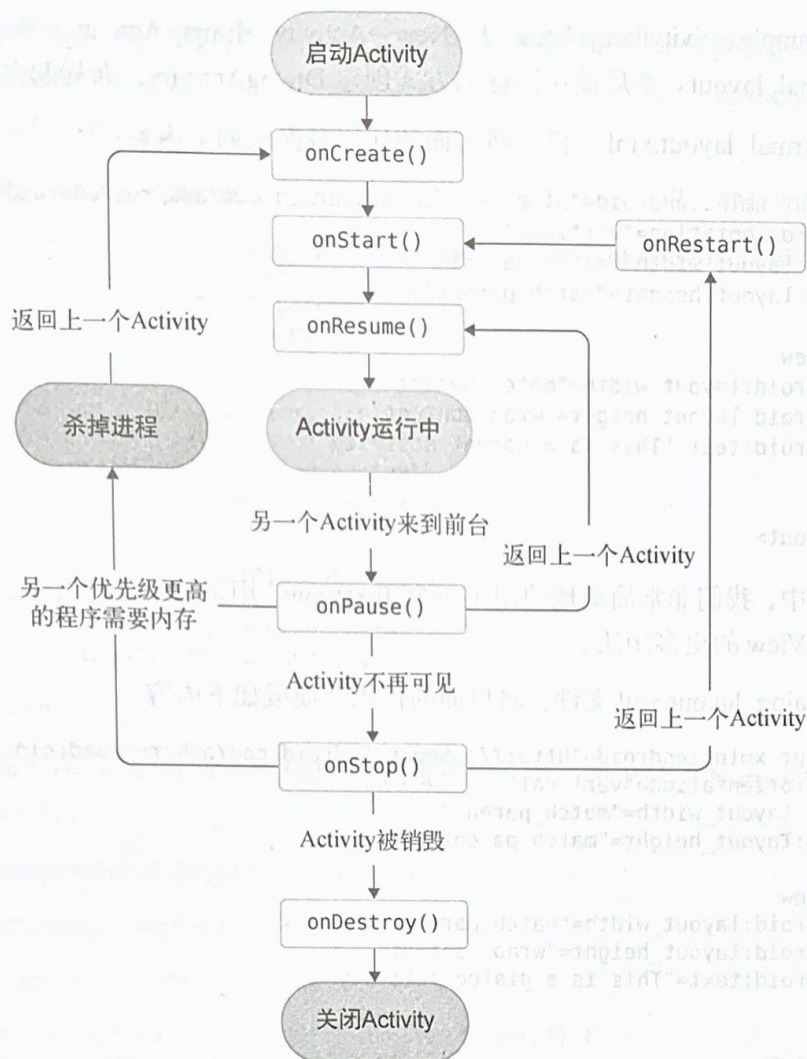 启动Activity
onCreate()
onStart()
onRestart()
onResume()
返回上一个Activity
杀掉进程
Activity运行中
另一个Activity来到前台
返回上一个Activity
另一个优先级更高
的程序需要内存
onPause()
Activity不再可见
返回上一个Activity
onStop()
Activity被销毁
onDestroy()
关闭Activity